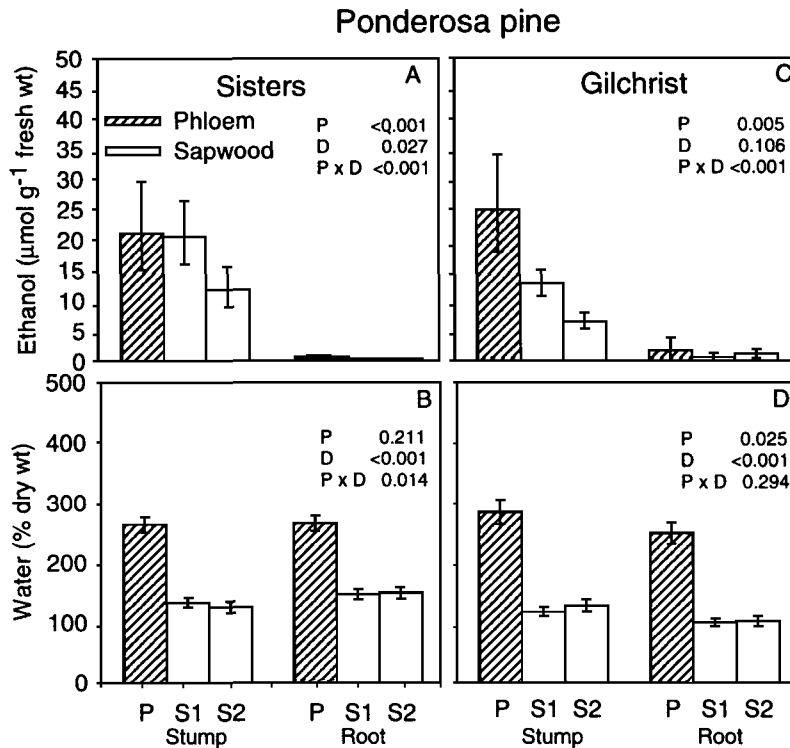 Ponderosa pine
Ethanol (µmol g⁻¹ fresh wt)
50
45
40
35
30
25
20
15
10
5
0
A
Sisters
Phloem
Sapwood
P <0.001
D 0.027
P x D <0.001
C
Gilchrist
P 0.005
D 0.106
P x D <0.001
Water (% dry wt)
500
400
300
200
100
0
B
P 0.211
D <0.001
P x D 0.014
D
P 0.025
D <0.001
P x D 0.294
P S1 S2 P S1 S2 P S1 S2 P S1 S2
Stump Root Stump Root